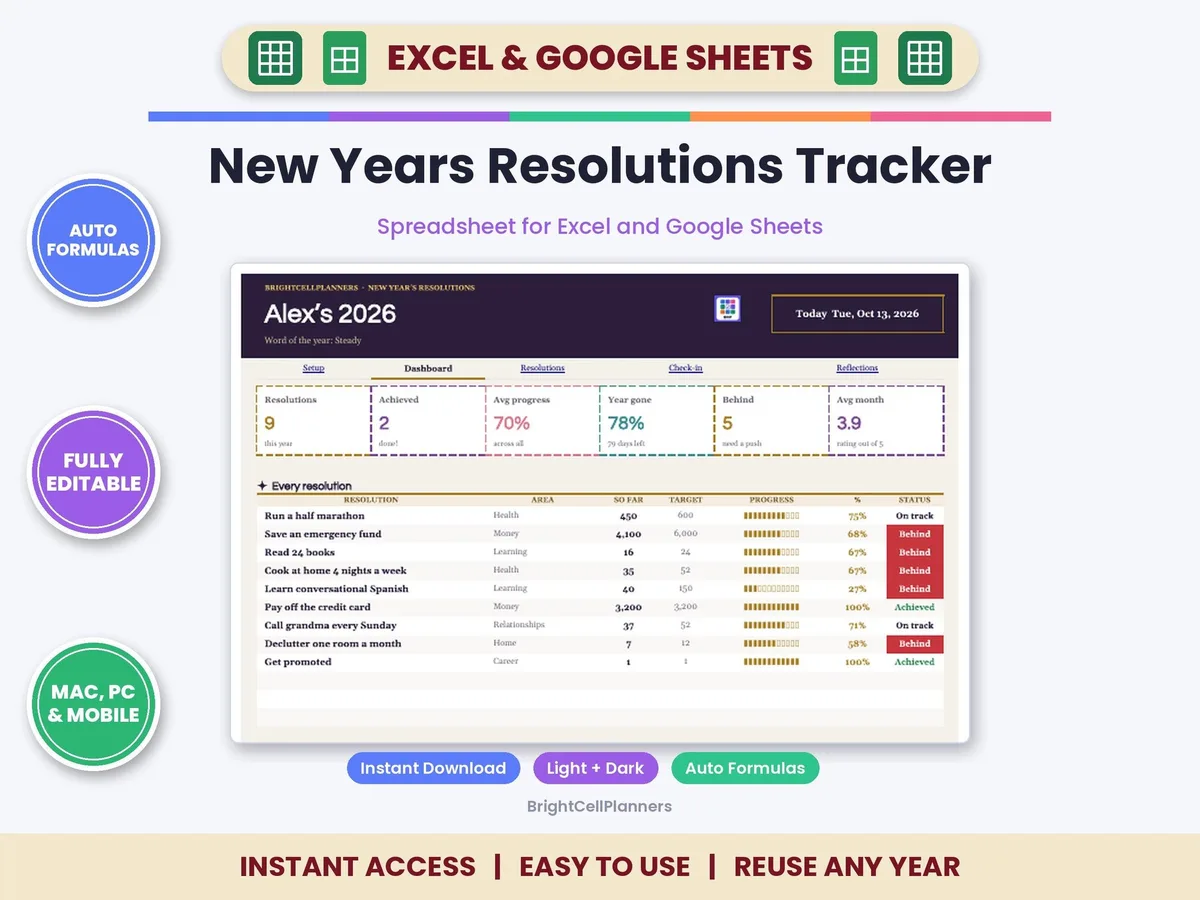 EXCEL & GOOGLE SHEETS
New Years Resolutions Tracker
Spreadsheet for Excel and Google Sheets
AUTO
FORMULAS
FULLY
EDITABLE
MAC, PC
& MOBILE
BRIGHTCELLPLANNERS · NEW YEAR'S RESOLUTIONS
Alex's 2026
Word of the year: Steady
Today Tue, Oct 13, 2026
Setup Dashboard Resolutions Check-in Reflections
Resolutions Achieved Avg progress Year gone Behind Avg month
9 2 70% 78% 5 3.9
this year done! across all 79 days left need a push rating out of 5
Every resolution
RESOLUTION AREA SO FAR TARGET PROGRESS % STATUS
Run a half marathon Health 450 600 75% On track
Save an emergency fund Money 4,100 6,000 68% Behind
Read 24 books Learning 16 24 67% Behind
Cook at home 4 nights a week Health 35 52 67% Behind
Learn conversational Spanish Learning 40 150 27% Behind
Pay off the credit card Money 3,200 3,200 100% Achieved
Call grandma every Sunday Relationships 37 52 71% On track
Declutter one room a month Home 7 12 58% Behind
Get promoted Career 1 1 100% Achieved
Instant Download Light + Dark Auto Formulas
BrightCellPlanners
INSTANT ACCESS | EASY TO USE | REUSE ANY YEAR